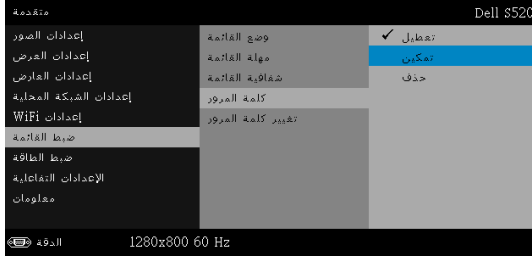 متقدمة
Dell S520
إعدادات الصور
إعدادات العرض
إعدادات العارض
إعدادات الشبكة المحلية
إعدادات WiFi
ضبط القائمة
ضبط الطاقة
الإعدادات التفاعلية
معلومات
وضع القائمة
مهلة القائمة
شفافية القائمة
كلمة المرور
تغيير كلمة المرور
تعطيل
تمكين
حذف
الدقة
1280x800 60 Hz